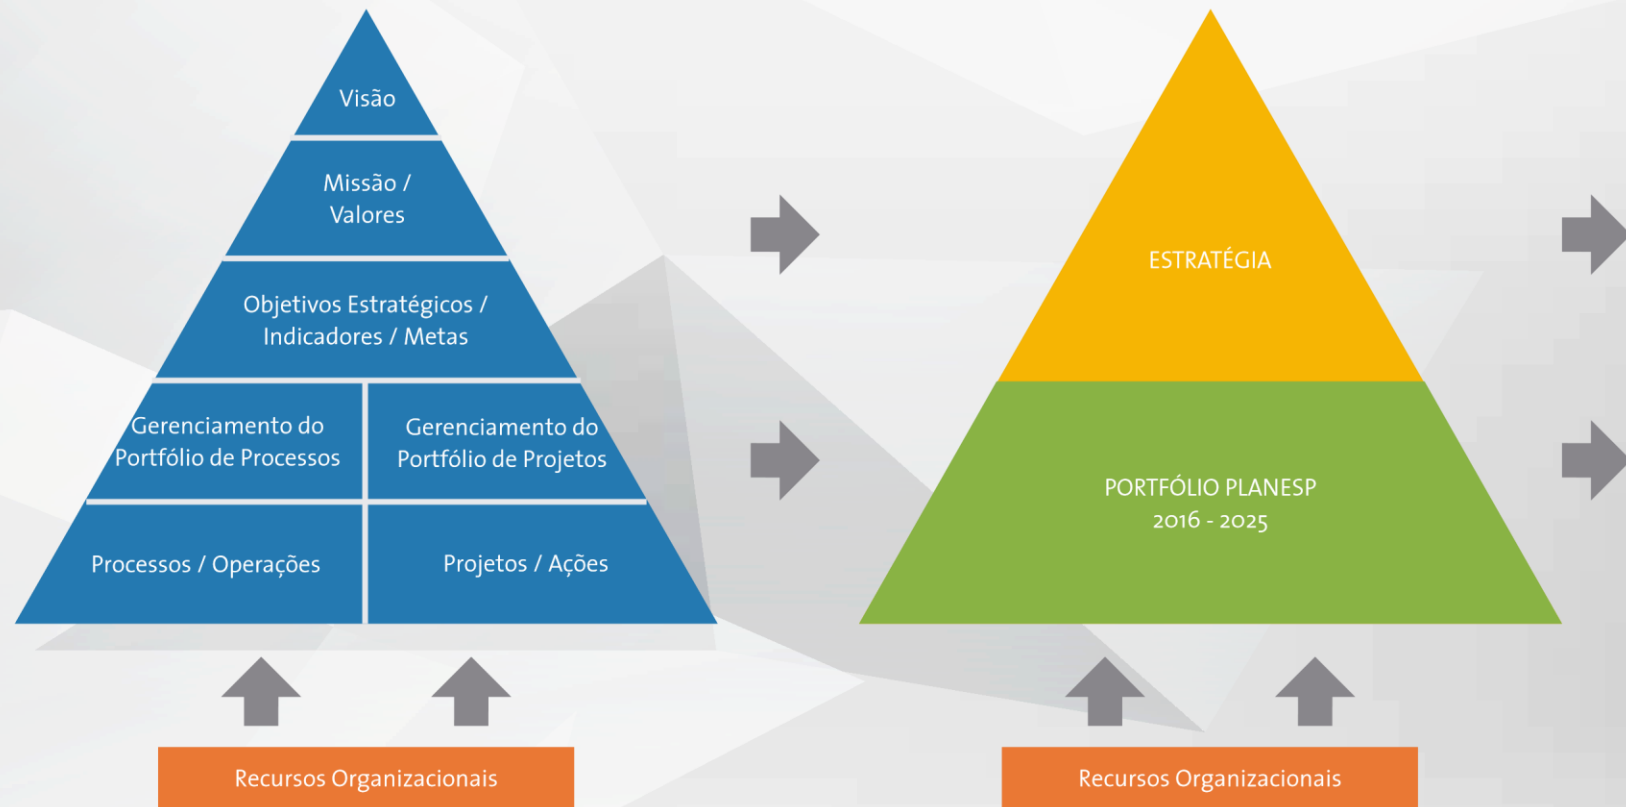 Visão
Missão /
Valores
Objetivos Estratégicos /
Indicadores / Metas
Gerenciamento do
Portfólio de Processos
Gerenciamento do
Portfólio de Projetos
Processos / Operações
Projetos / Ações
Recursos Organizacionais
ESTRATÉGIA
PORTFÓLIO PLANESP
2016 - 2025
Recursos Organizacionais